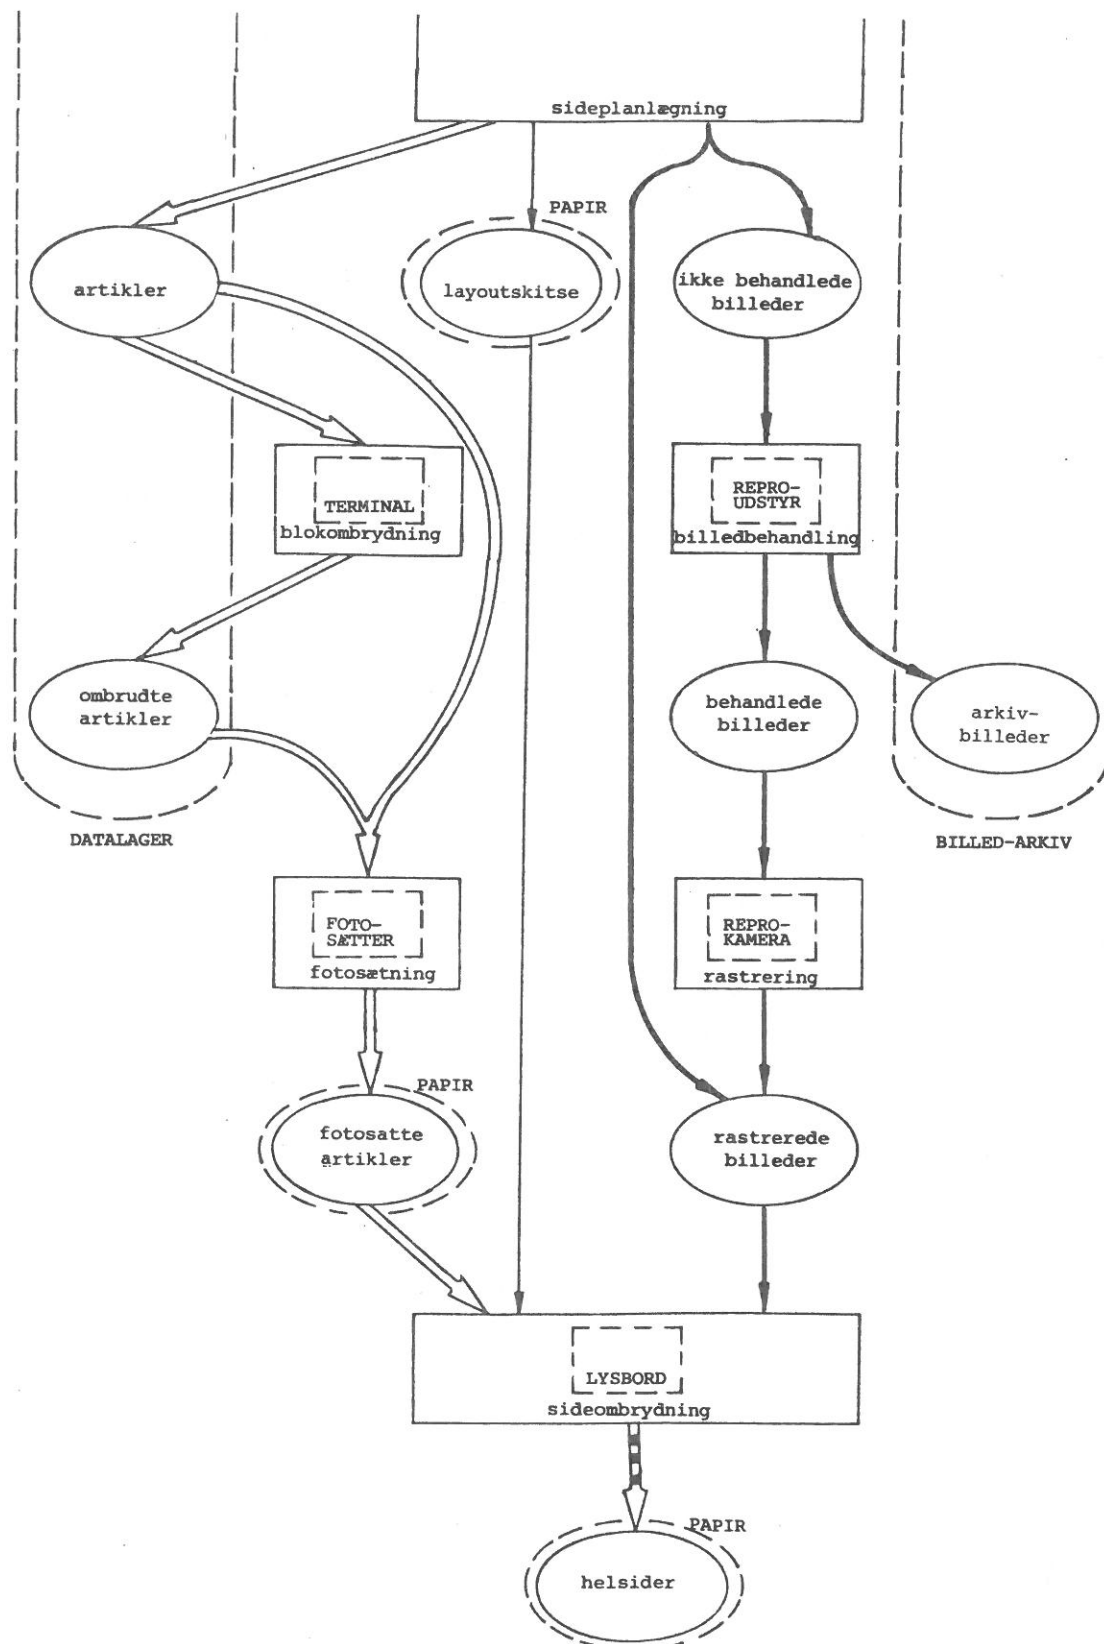 sideplanlægning
PAPIR
artikler
layoutskitse
ikke behandlede
billeder
TERMINAL
blokombrydning
REPRO-
UDSTYR
billedbehandling
ombrudte
artikler
behandlede
billeder
arkiv-
billeder
DATALAGER
BILLED-ARKIV
FOTO-
SÆTTER
fotosætning
REPRO-
KAMERA
rastrering
PAPIR
fotosatte
artikler
rastrerede
billeder
LYSBORD
sideombrydning
PAPIR
helsider